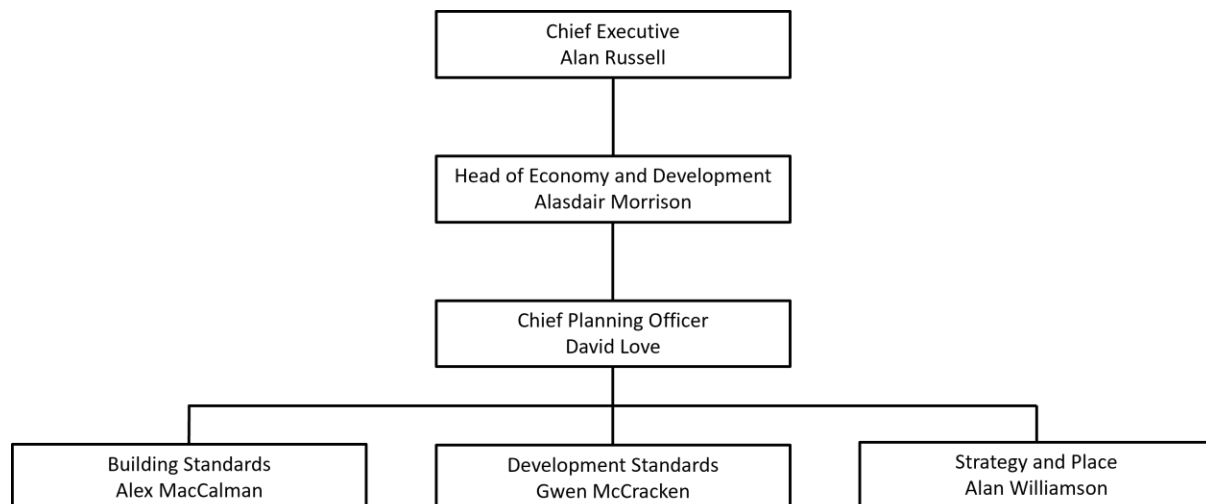 Chief Executive
Alan Russell
Head of Economy and Development
Alasdair Morrison
Chief Planning Officer
David Love
Building Standards
Alex MacCalman
Development Standards
Gwen McCracken
Strategy and Place
Alan Williamson